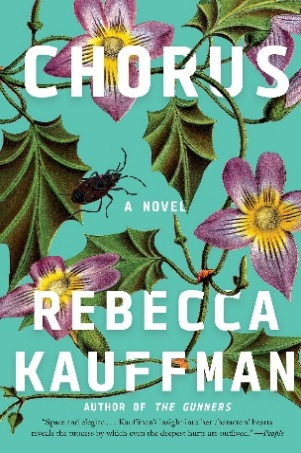 CHORUS
A NOVEL
REBECCA
KAUFFMAN
AUTHOR OF THE GUNNERS
"Spare and elegiac . . . Kauffman's insight into her characters' hearts
reveals the process by which even the deepest hurts are outlived." —People